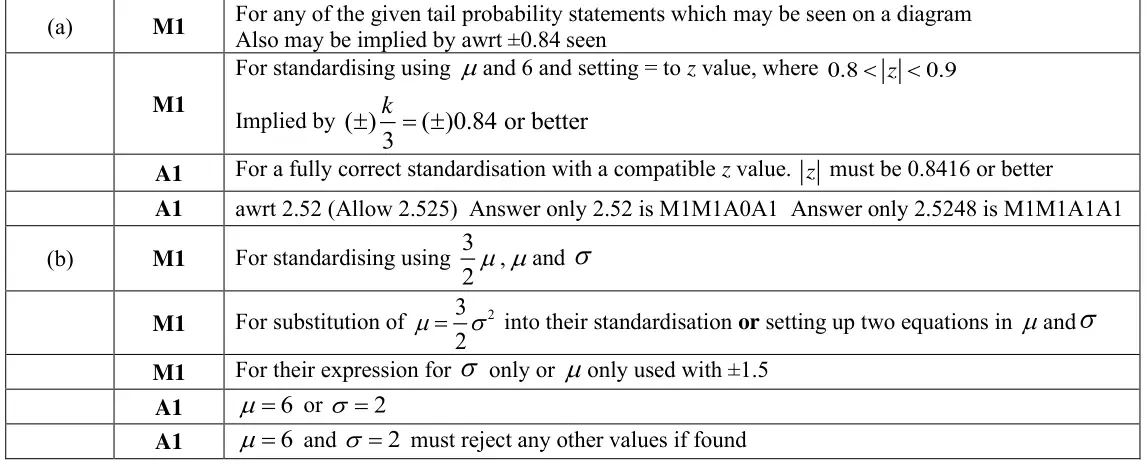 (a) M1 For any of the given tail probability statements which may be seen on a diagram
Also may be implied by awrt ±0.84 seen
M1 For standardising using μ and 6 and setting = to z value, where 0.8 < |z| < 0.9
Implied by (±) k/3 = (±)0.84 or better
A1 For a fully correct standardisation with a compatible z value. |z| must be 0.8416 or better
A1 awrt 2.52 (Allow 2.525) Answer only 2.52 is M1M1A0A1 Answer only 2.5248 is M1M1A1A1
(b) M1 For standardising using 3/2 μ , μ and σ
M1 For substitution of μ = 3/2 σ² into their standardisation or setting up two equations in μ and σ
M1 For their expression for σ only or μ only used with ±1.5
A1 μ = 6 or σ = 2
A1 μ = 6 and σ = 2 must reject any other values if found